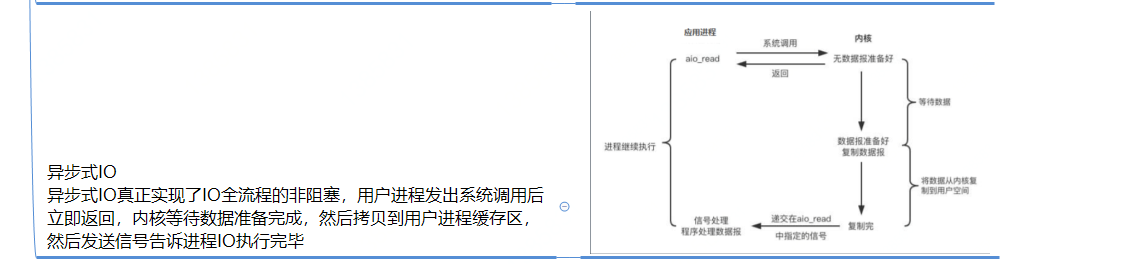 异步式IO
异步式IO真正实现了IO全流程的非阻塞，用户进程发出系统调用后
立即返回，内核等待数据准备完成，然后拷贝到用户进程缓存区，
然后发送信号告诉进程IO执行完毕
应用进程
内核
系统调用
aio_read
无数据报准备好
返回
等待数据
数据报准备好
复制数据报
进程继续执行
将数据从内核复
制到用户空间
信号处理
程序处理数据报
递交在aio_read
中指定的信号
复制完